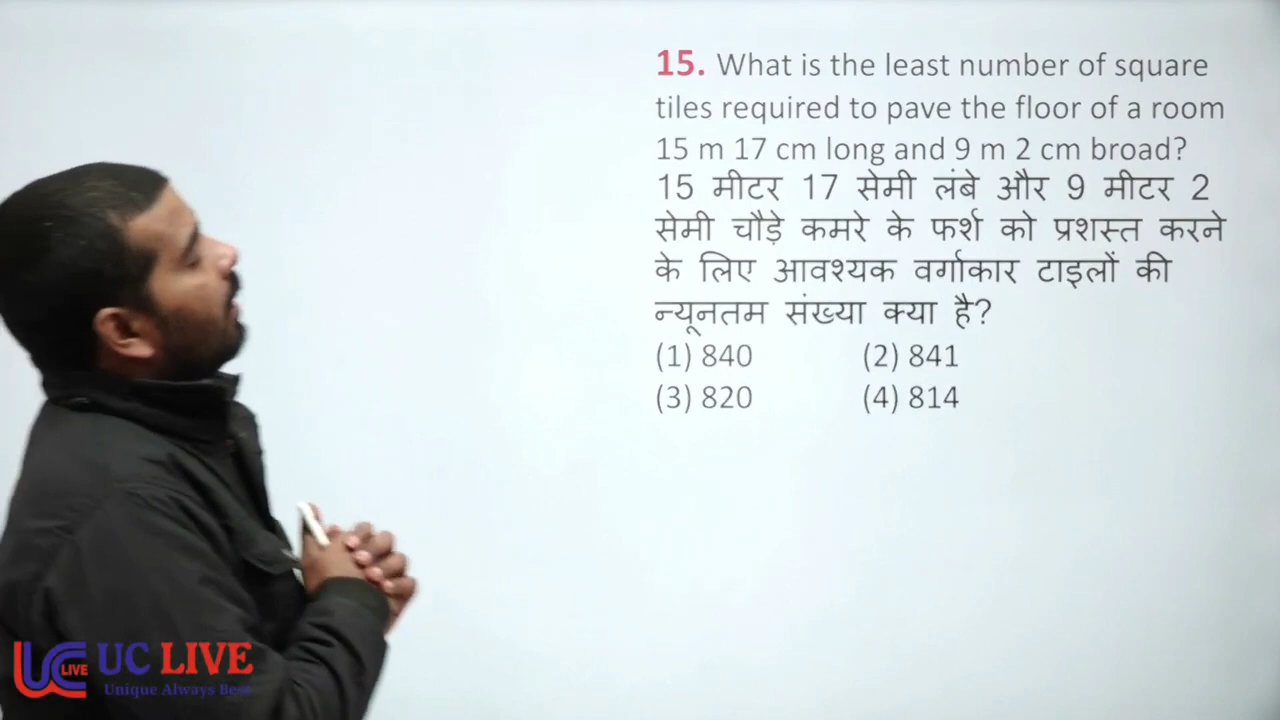 15. What is the least number of square
tiles required to pave the floor of a room
15 m 17 cm long and 9 m 2 cm broad?
15 मीटर 17 सेमी लंबे और 9 मीटर 2
सेमी चौड़े कमरे के फर्श को प्रशस्त करने
के लिए आवश्यक वर्गाकार टाइलों की
न्यूनतम संख्या क्या है?
(1) 840 (2) 841
(3) 820 (4) 814
UC LIVE UC LIVE
Unique Always Best